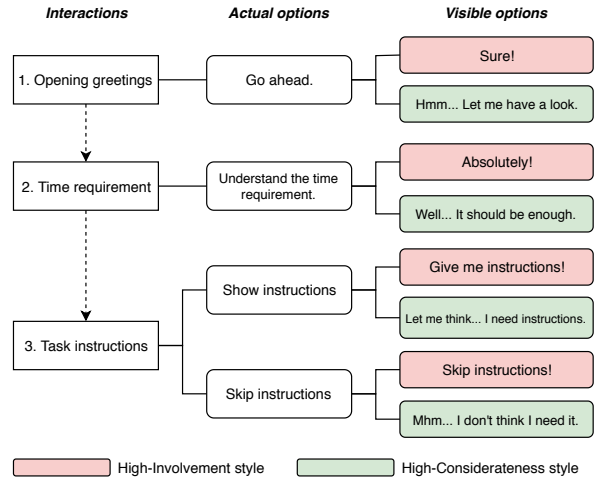 Interactions
Actual options
Visible options
1. Opening greetings
Go ahead.
Sure!
Hmm... Let me have a look.
2. Time requirement
Understand the time
requirement.
Absolutely!
Well... It should be enough.
3. Task instructions
Show instructions
Give me instructions!
Let me think... I need instructions.
Skip instructions
Skip instructions!
Mhm... I don't think I need it.
High-Involvement style
High-Considerateness style